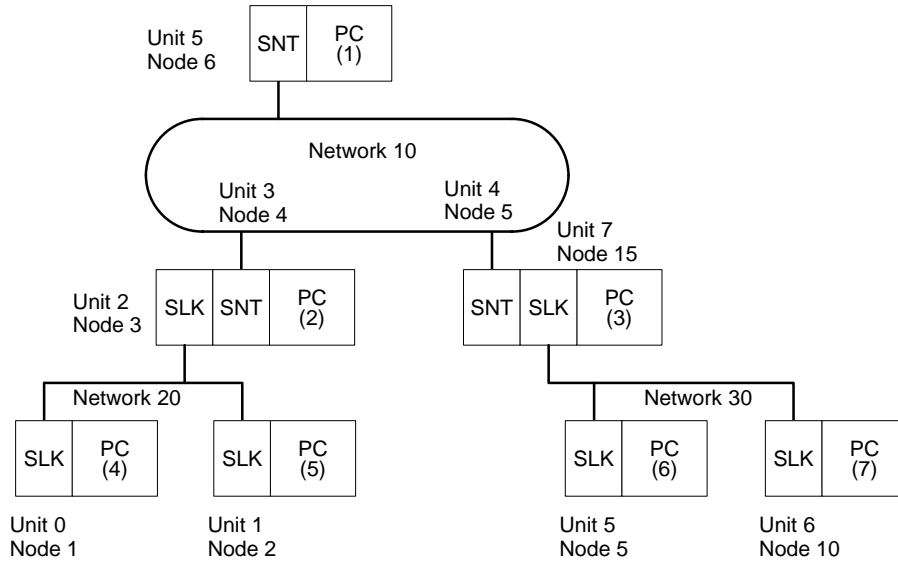 Unit 5
Node 6
SNT
PC
(1)
Network 10
Unit 3
Node 4
Unit 4
Node 5
Unit 7
Node 15
Unit 2
Node 3
SLK
SNT
PC
(2)
SNT
SLK
PC
(3)
Network 20
Network 30
SLK
PC
(4)
SLK
PC
(5)
SLK
PC
(6)
SLK
PC
(7)
Unit 0
Node 1
Unit 1
Node 2
Unit 5
Node 5
Unit 6
Node 10